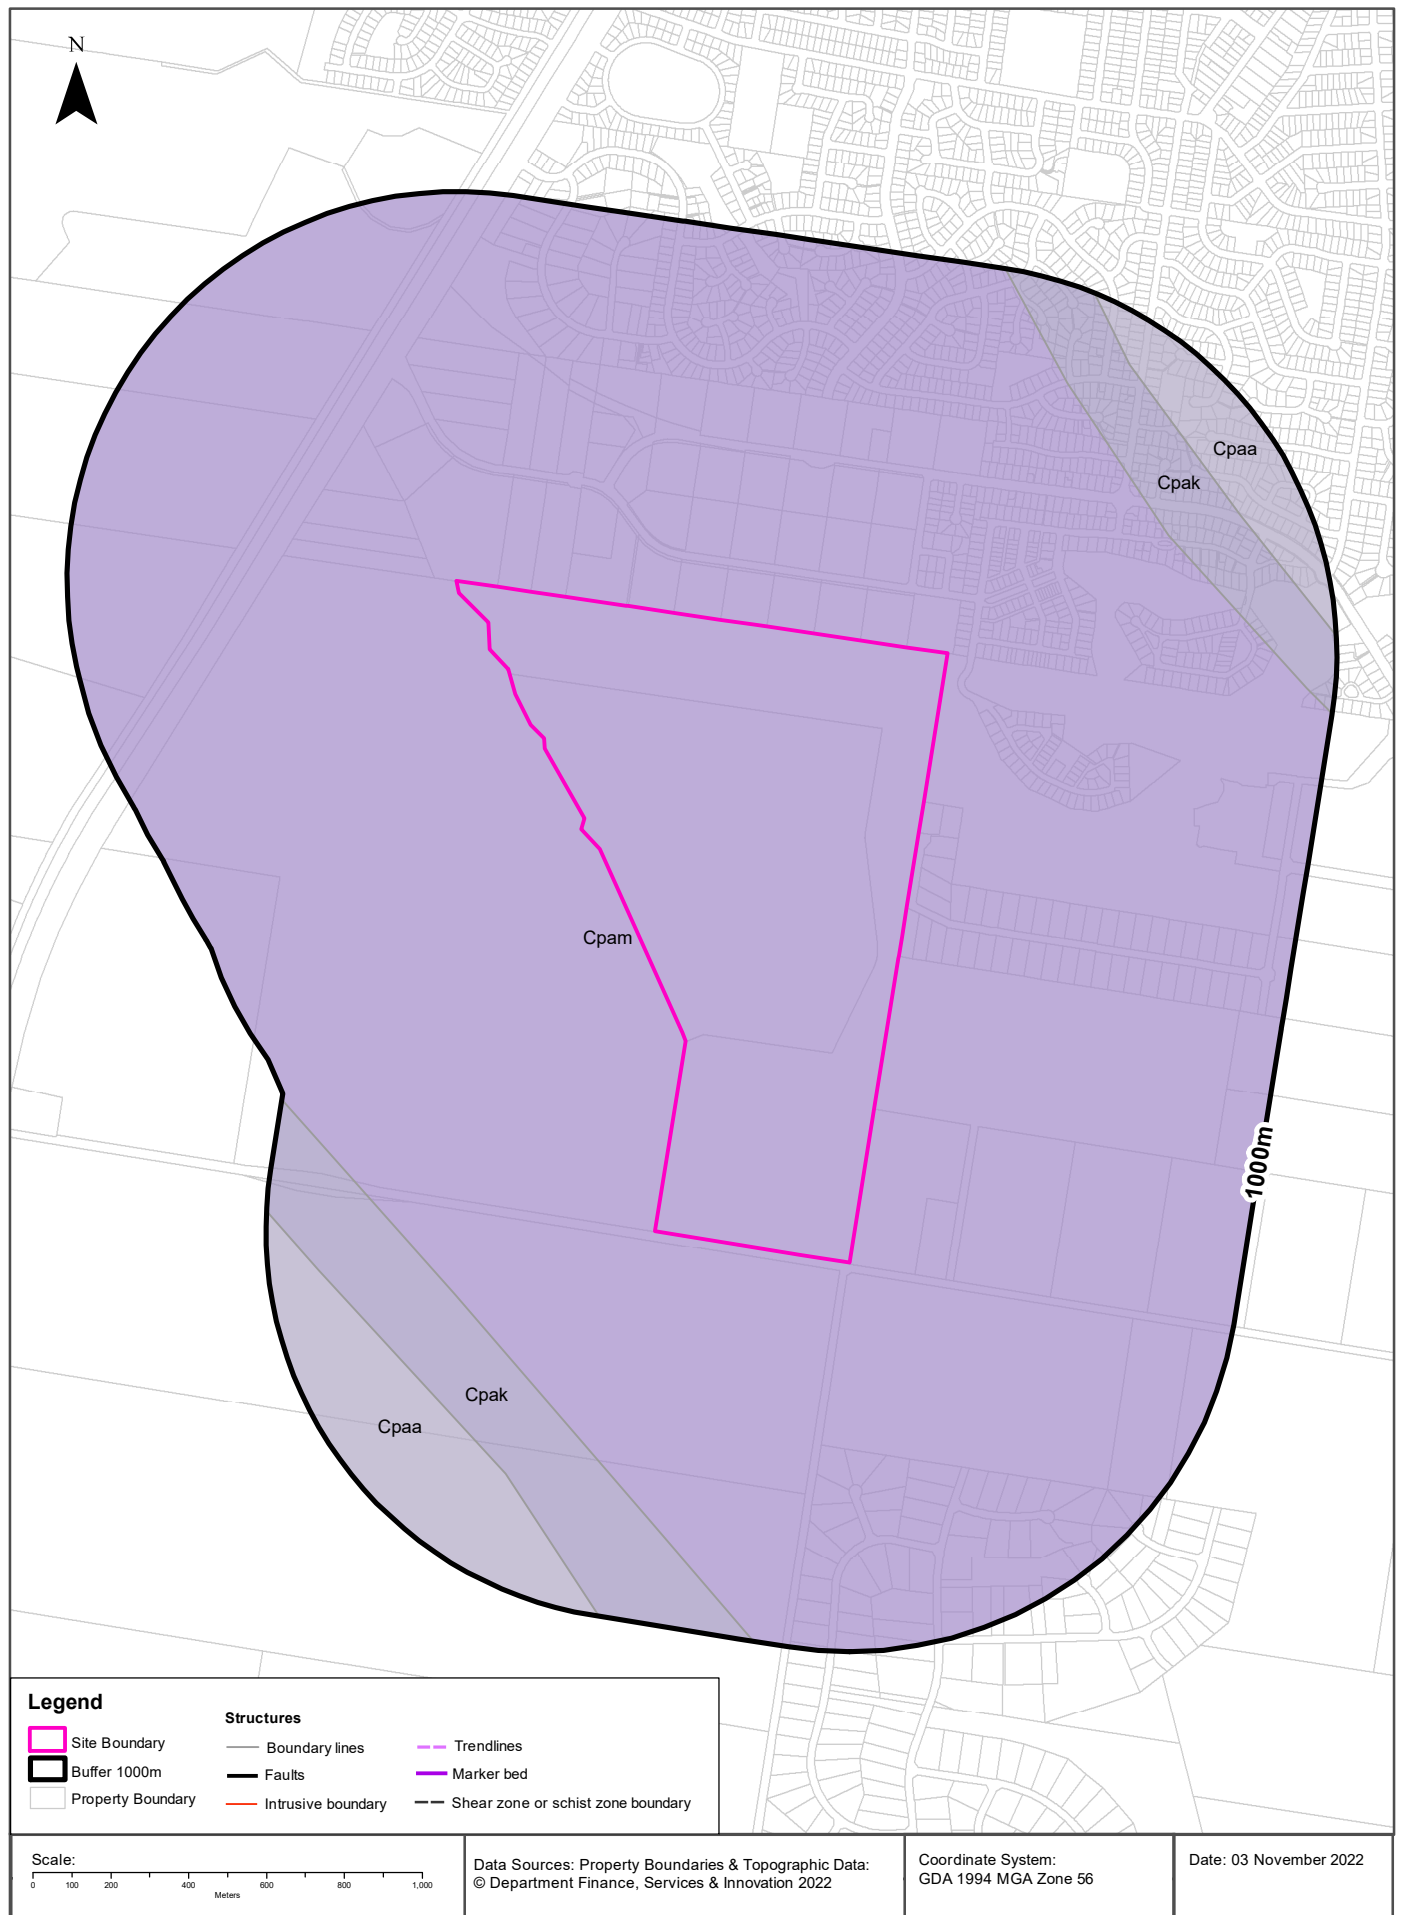 N
Cpaa
Cpak
Cpam
1000m
Cpak
Cpaa
Legend
Site Boundary
Buffer 1000m
Property Boundary
Structures
Boundary lines
Faults
Intrusive boundary
Trendlines
Marker bed
Shear zone or schist zone boundary
Scale:
0 100 200 400 600 800 1,000
Meters
Data Sources: Property Boundaries & Topographic Data:
© Department Finance, Services & Innovation 2022
Coordinate System:
GDA 1994 MGA Zone 56
Date: 03 November 2022